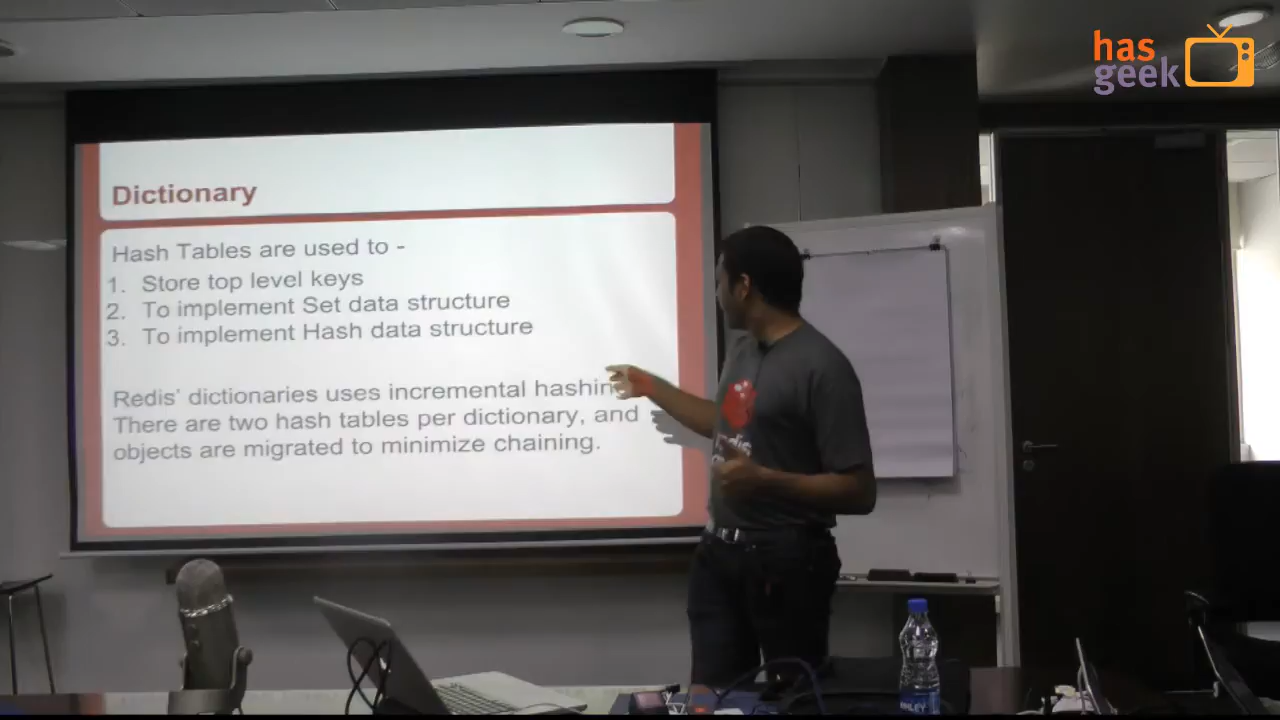 has
geek
Dictionary
Hash Tables are used to -
1. Store top level keys
2. To implement Set data structure
3. To implement Hash data structure
Redis' dictionaries uses incremental
There are two hash tables per dictionary, and
objects are migrated to minimize chaining.